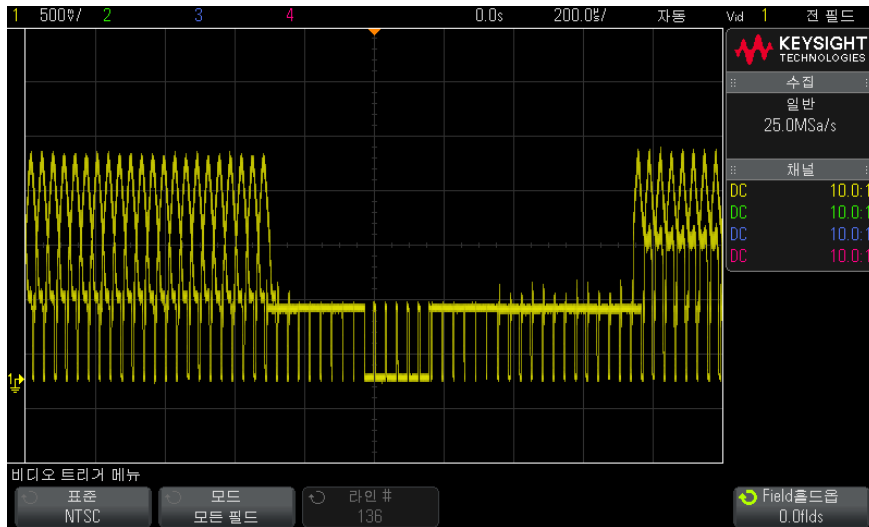 1 500㎷/ 2 3 4 0.0s 200.0㎲/ 자동 Vid 1 전 필드
KEYSIGHT
TECHNOLOGIES
수집
일반
25.0MSa/s
채널
DC 10.0:1
DC 10.0:1
DC 10.0:1
DC 10.0:1
1
비디오 트리거 메뉴
표준
NTSC
모드
모든 필드
라인 #
136
Field홀드옵
0.0flds